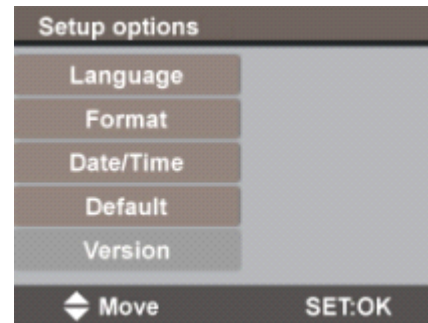 Setup options
Language
Format
Date/Time
Default
Version
Move SET:OK